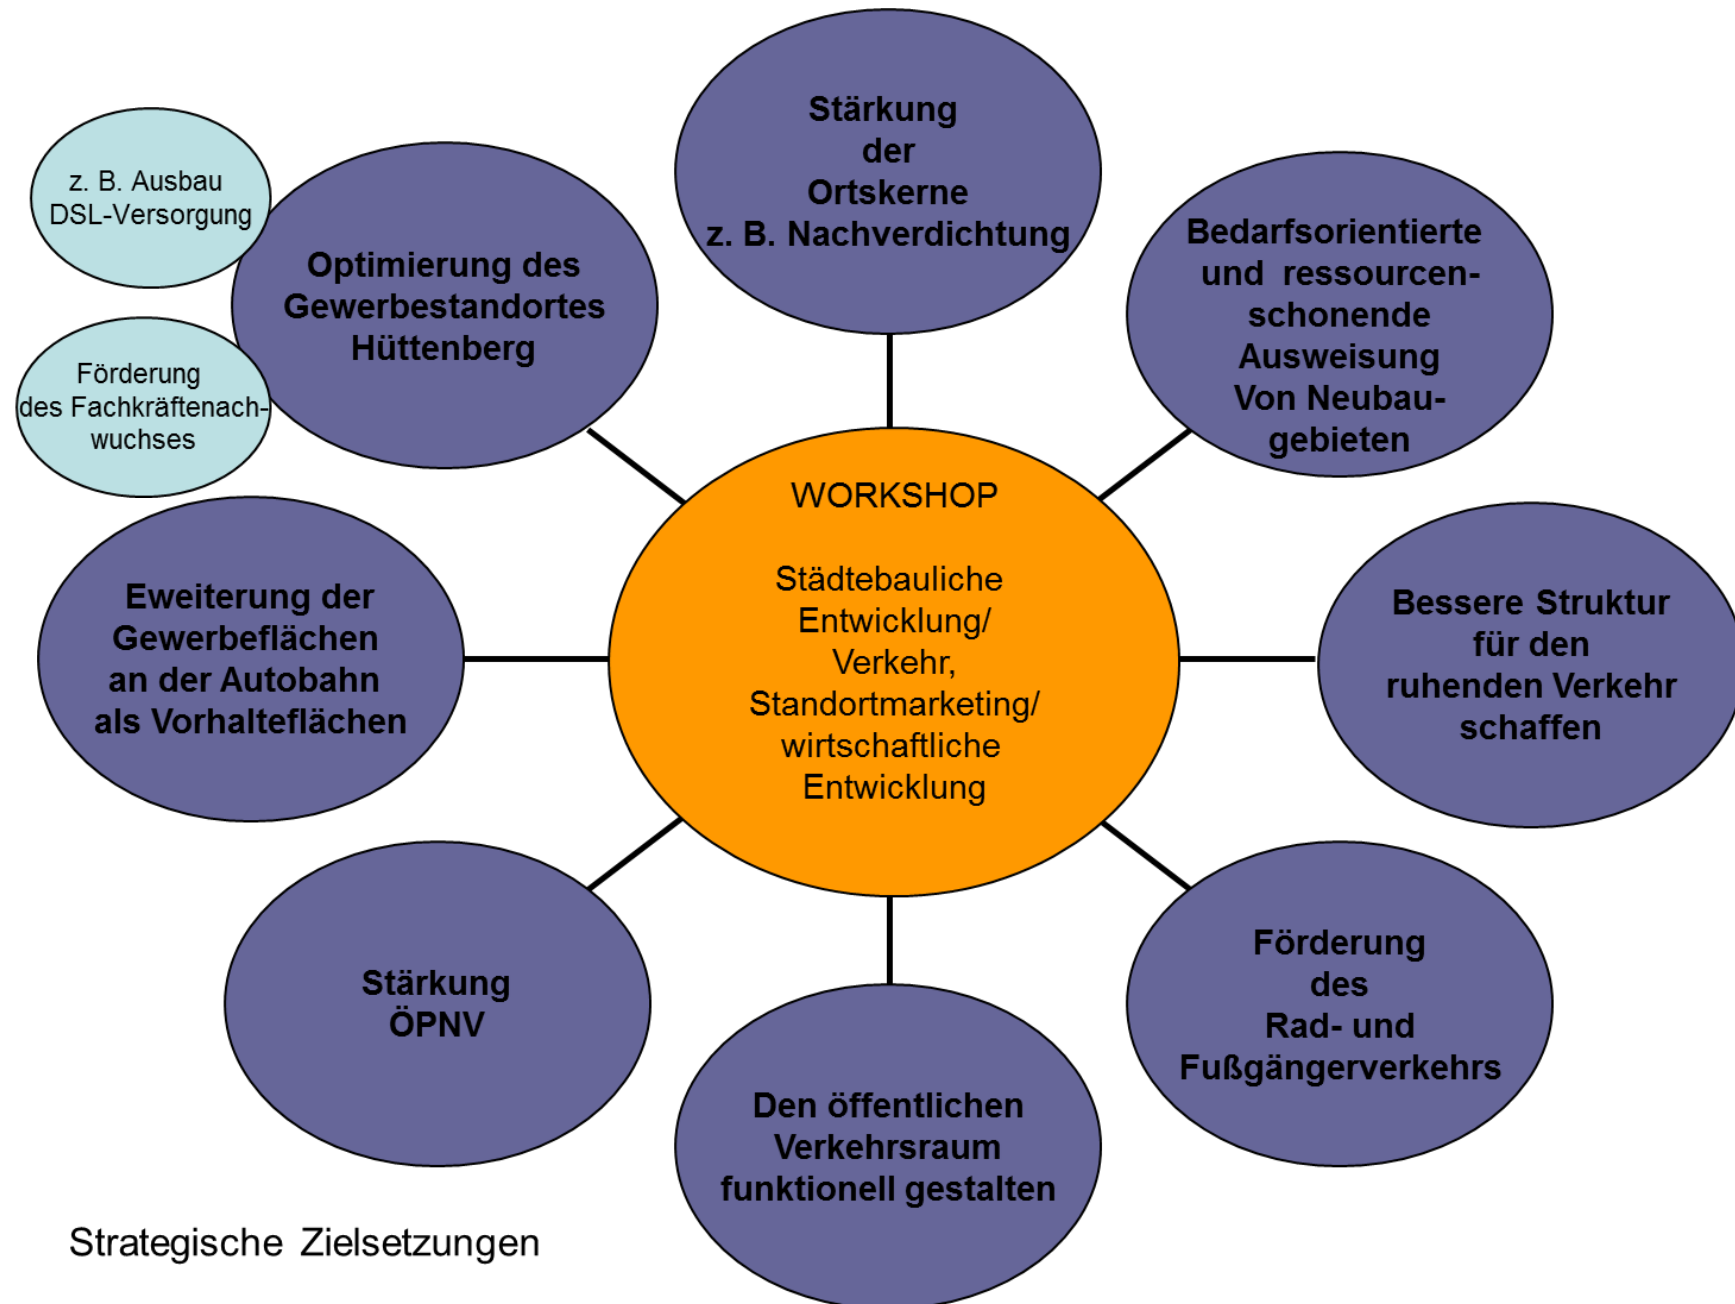 Stärkung
der
Ortskerne
z. B. Nachverdichtung
z. B. Ausbau
DSL-Versorgung
Optimierung des
Gewerbestandortes
Hüttenberg
Förderung
des Fachkräftenach-
wuchses
Bedarfsorientierte
und ressourcen-
schonende
Ausweisung
Von Neubau-
gebieten
WORKSHOP
Städtebauliche
Entwicklung/
Verkehr,
Standortmarketing/
wirtschaftliche
Entwicklung
Eweiterung der
Gewerbeflächen
an der Autobahn
als Vorhalteflächen
Bessere Struktur
für den
ruhenden Verkehr
schaffen
Stärkung
ÖPNV
Den öffentlichen
Verkehrsraum
funktionell gestalten
Förderung
des
Rad- und
Fußgängerverkehrs
Strategische Zielsetzungen